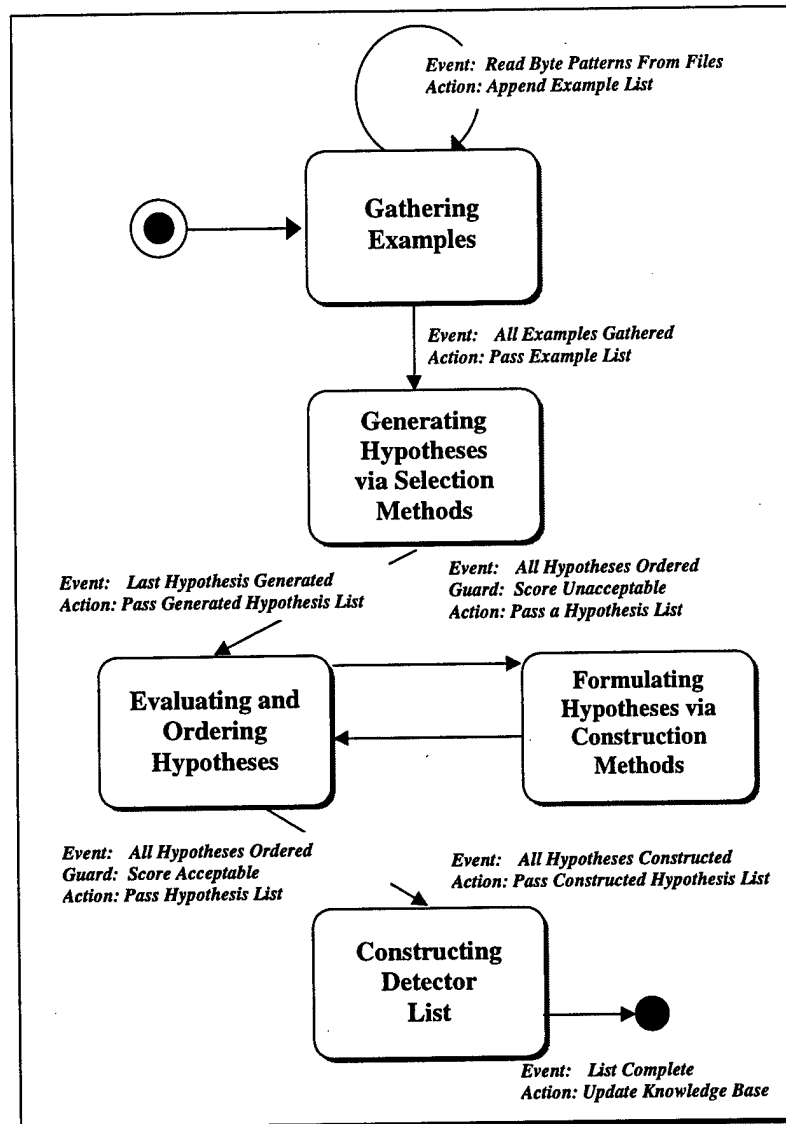 Event: Read Byte Patterns From Files
Action: Append Example List
Gathering
Examples
Event: All Examples Gathered
Action: Pass Example List
Generating
Hypotheses
via Selection
Methods
Event: Last Hypothesis Generated
Action: Pass Generated Hypothesis List
Event: All Hypotheses Ordered
Guard: Score Unacceptable
Action: Pass a Hypothesis List
Evaluating and
Ordering
Hypotheses
Formulating
Hypotheses via
Construction
Methods
Event: All Hypotheses Ordered
Guard: Score Acceptable
Action: Pass Hypothesis List
Event: All Hypotheses Constructed
Action: Pass Constructed Hypothesis List
Constructing
Detector
List
Event: List Complete
Action: Update Knowledge Base